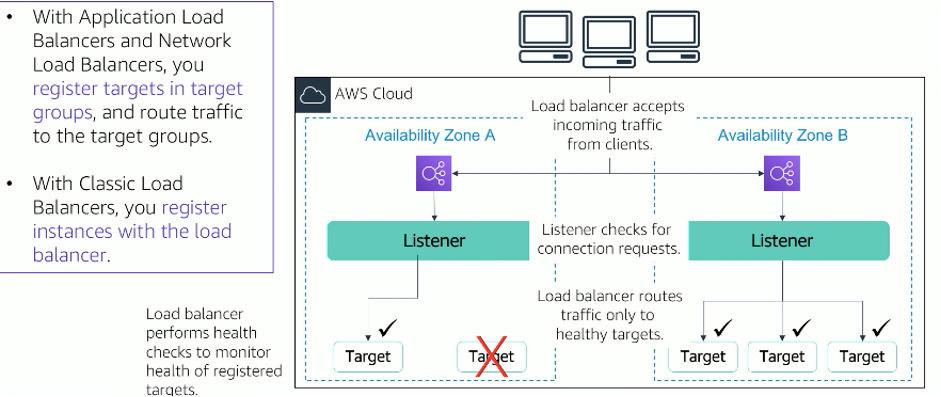 • With Application Load
Balancers and Network
Load Balancers, you
register targets in target
groups, and route traffic
to the target groups.
• With Classic Load
Balancers, you register
instances with the load
balancer.
AWS Cloud
Load balancer accepts
incoming traffic
from clients.
Availability Zone A
Availability Zone B
Listener
Listener checks for
connection requests.
Listener
Load balancer routes
traffic only to
healthy targets.
Load balancer
performs health
checks to monitor
health of registered
targets.
Target
Target
Target
Target
Target